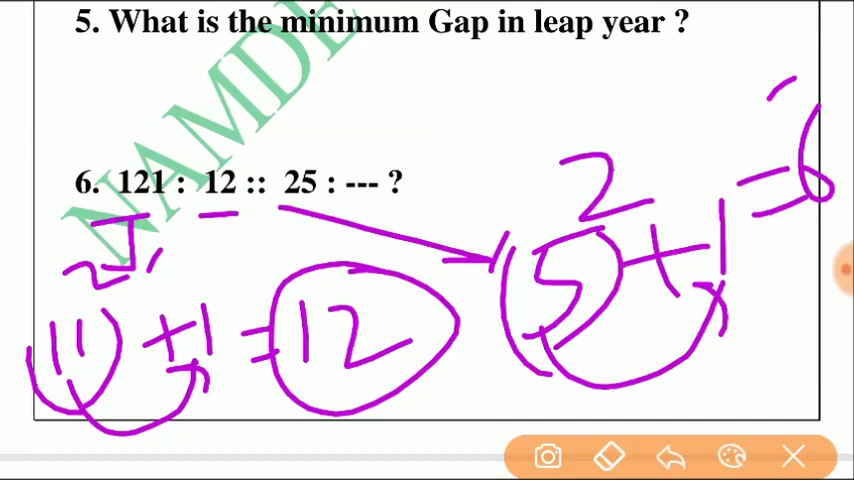 5. What is the minimum Gap in leap year ?
NAMDE
6. 121 : 12 :: 25 : --- ?
2
5 + 1 = 6
2
11 + 1 = 12